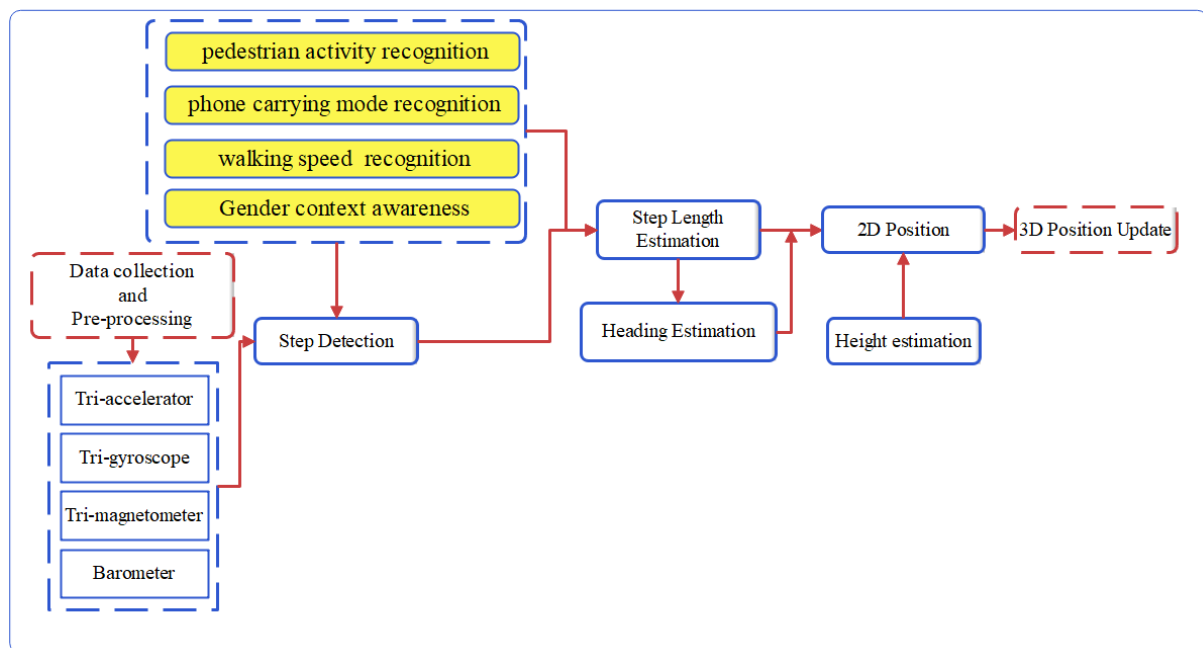 pedestrian activity recognition
phone carrying mode recognition
walking speed recognition
Gender context awareness
Data collection
and
Pre-processing
Tri-accelerator
Tri-gyroscope
Tri-magnetometer
Barometer
Step Detection
Step Length
Estimation
Heading Estimation
2D Position
Height estimation
3D Position Update